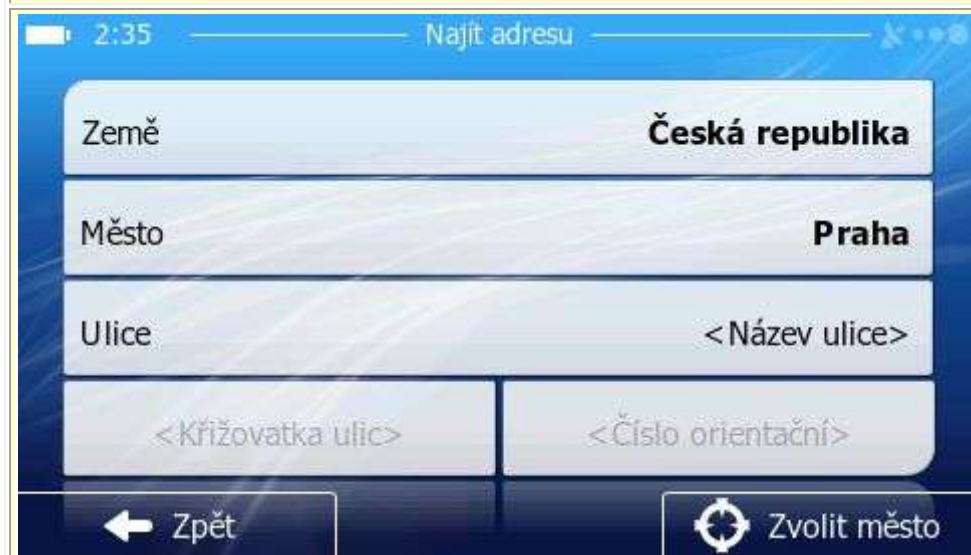 2:35 Najít adresu
Země Česká republika
Město Praha
Ulice <Název ulice>
<Křižovatka ulic> <Číslo orientační>
Zpět Zvolit město